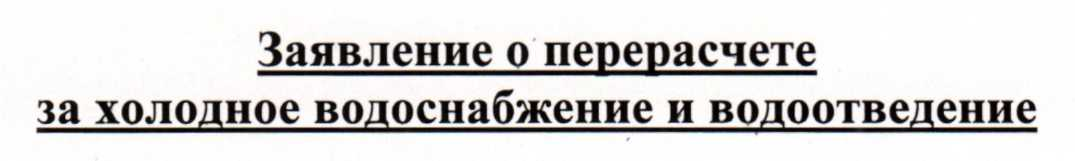 Заявление о перерасчете
за холодное водоснабжение и водоотведение